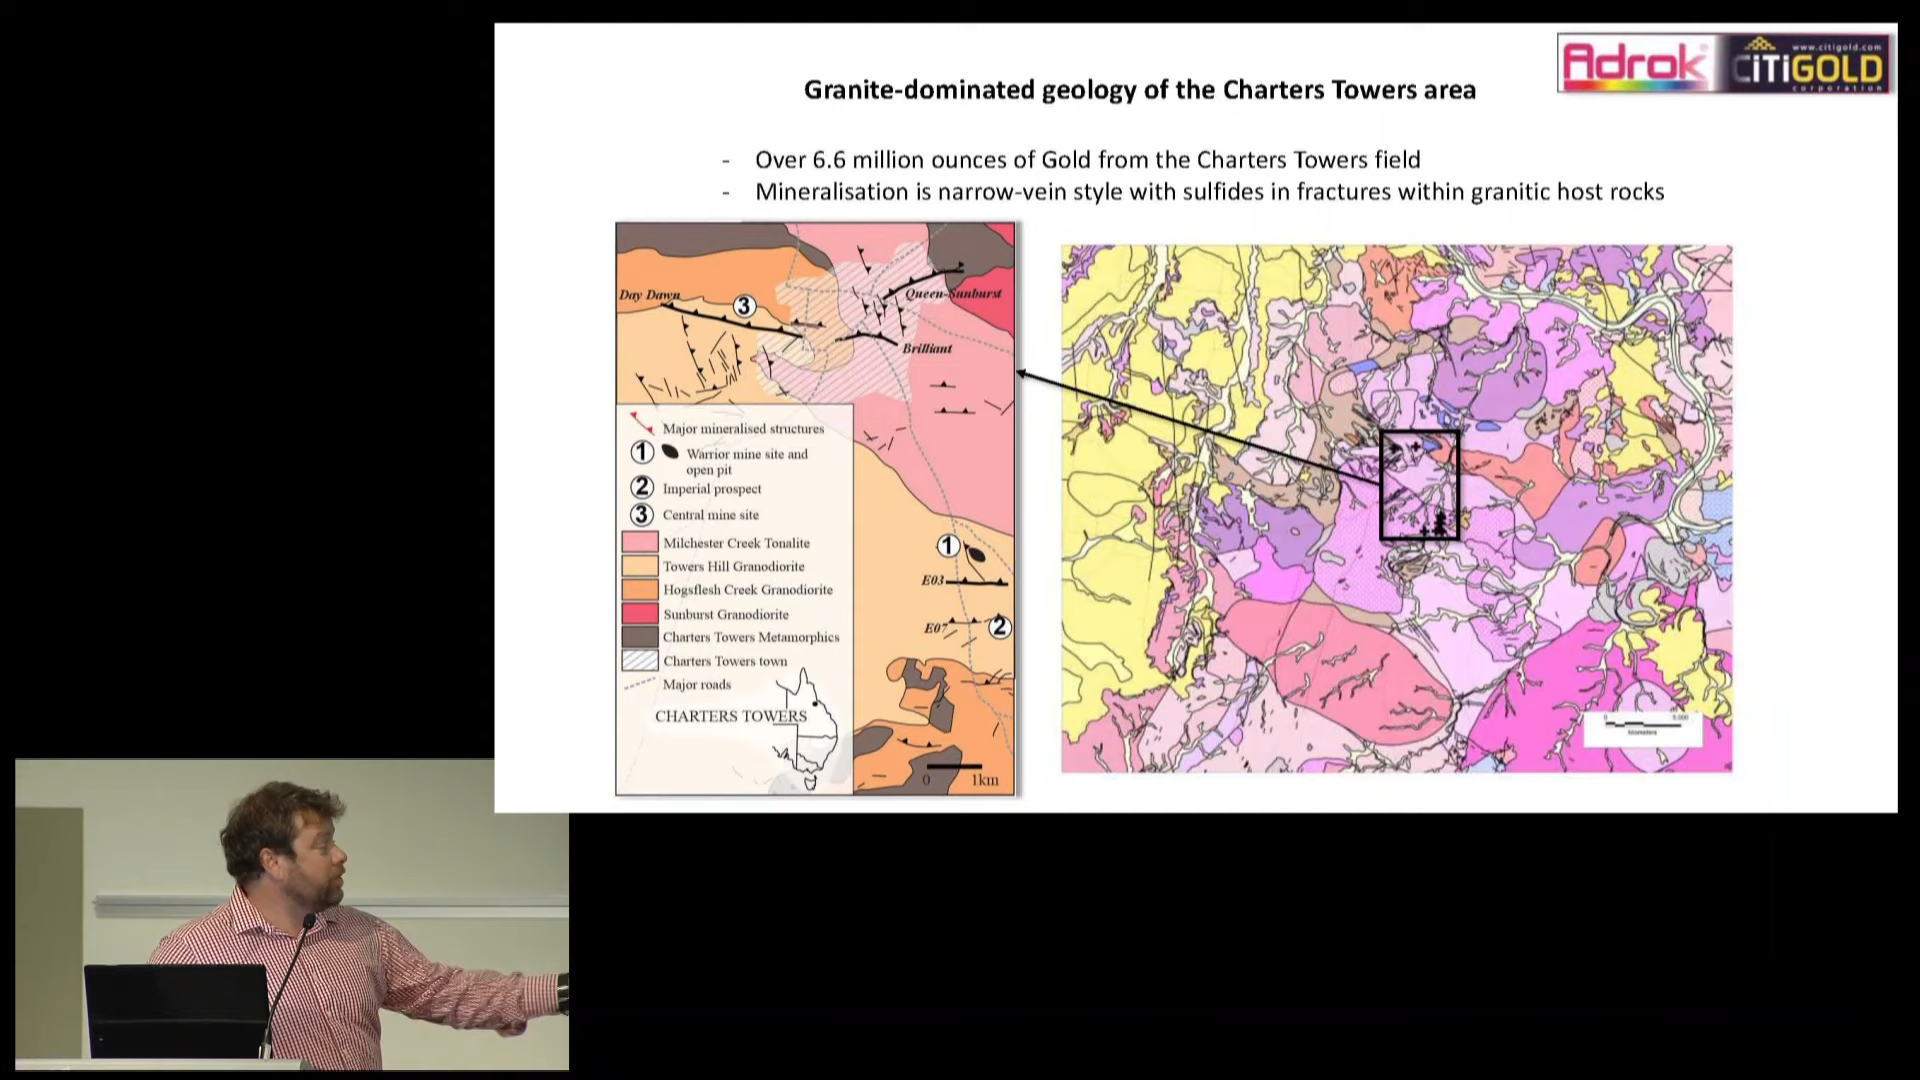 Adrok
www.citigold.com
CiTiGOLD
corporation
Granite-dominated geology of the Charters Towers area
- Over 6.6 million ounces of Gold from the Charters Towers field
- Mineralisation is narrow-vein style with sulfides in fractures within granitic host rocks
Day Dawn
3
Queen-Sunburst
Brilliant
Major mineralised structures
1 Warrior mine site and
open pit
2 Imperial prospect
3 Central mine site
Milchester Creek Tonalite
Towers Hill Granodiorite
Hogsflesh Creek Granodiorite
Sunburst Granodiorite
Charters Towers Metamorphics
Charters Towers town
Major roads
CHARTERS TOWERS
1
E03
E07
2
0 1km
0 5,000
kilometers